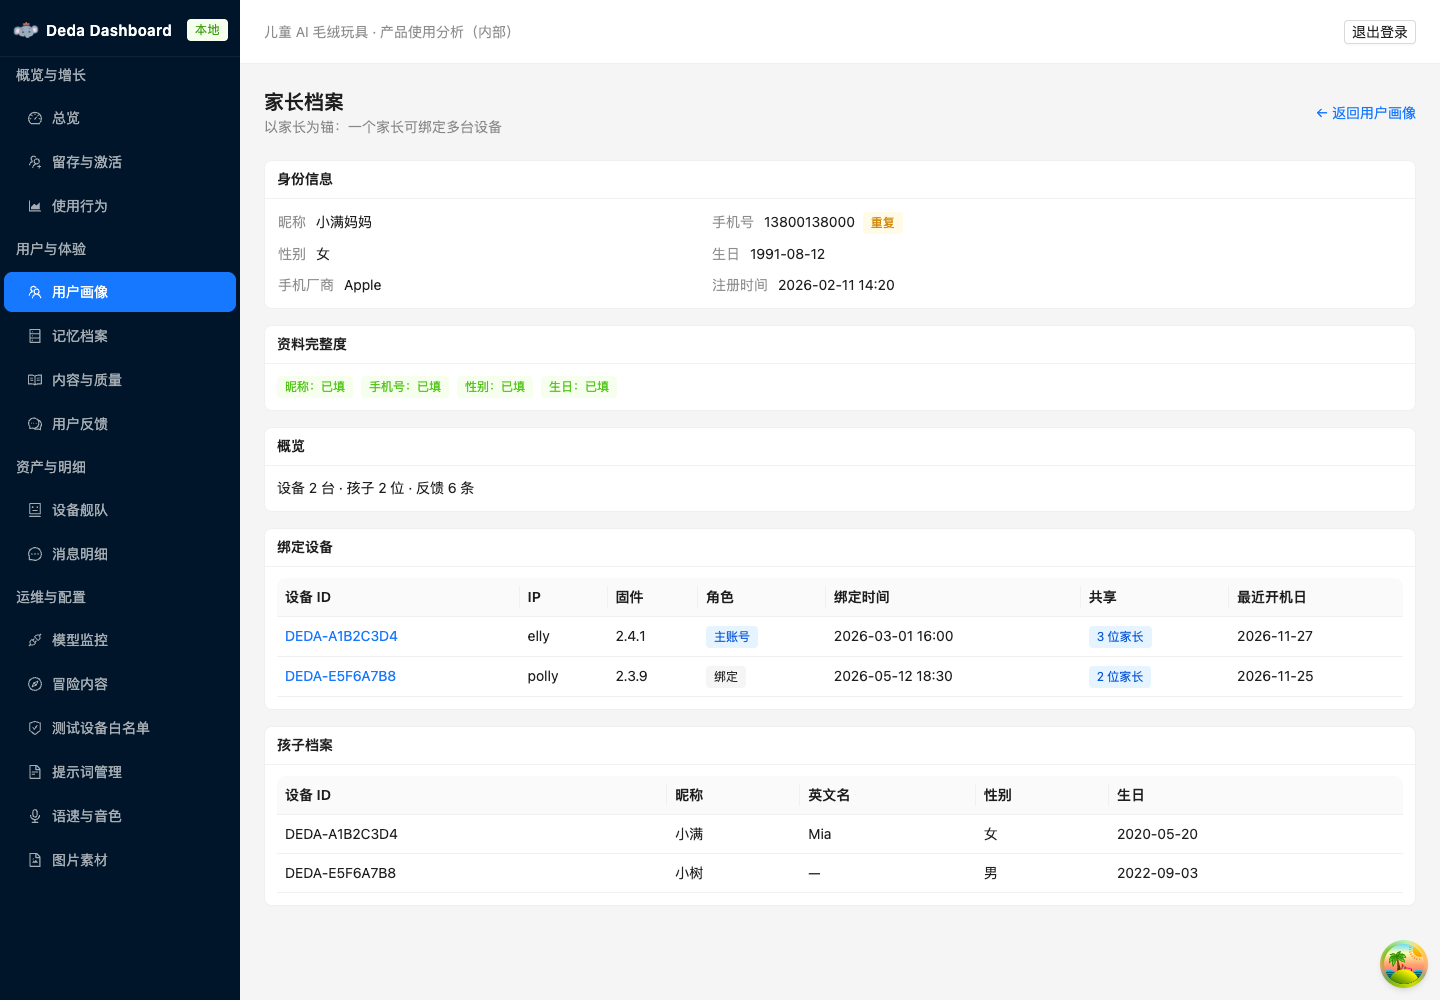 Deda Dashboard 本地
概览与增长
总览
留存与激活
使用行为
用户与体验
用户画像
记忆档案
内容与质量
用户反馈
资产与明细
设备舰队
消息明细
运维与配置
模型监控
冒险内容
测试设备白名单
提示词管理
语速与音色
图片素材
儿童 AI 毛绒玩具 · 产品使用分析（内部） 退出登录
家长档案
以家长为锚：一个家长可绑定多台设备
← 返回用户画像
身份信息
昵称 小满妈妈 手机号 13800138000 重复
性别 女 生日 1991-08-12
手机厂商 Apple 注册时间 2026-02-11 14:20
资料完整度
昵称：已填 手机号：已填 性别：已填 生日：已填
概览
设备 2 台 · 孩子 2 位 · 反馈 6 条
绑定设备
设备 ID IP 固件 角色 绑定时间 共享 最近开机日
DEDA-A1B2C3D4 elly 2.4.1 主账号 2026-03-01 16:00 3 位家长 2026-11-27
DEDA-E5F6A7B8 polly 2.3.9 绑定 2026-05-12 18:30 2 位家长 2026-11-25
孩子档案
设备 ID 昵称 英文名 性别 生日
DEDA-A1B2C3D4 小满 Mia 女 2020-05-20
DEDA-E5F6A7B8 小树 — 男 2022-09-03